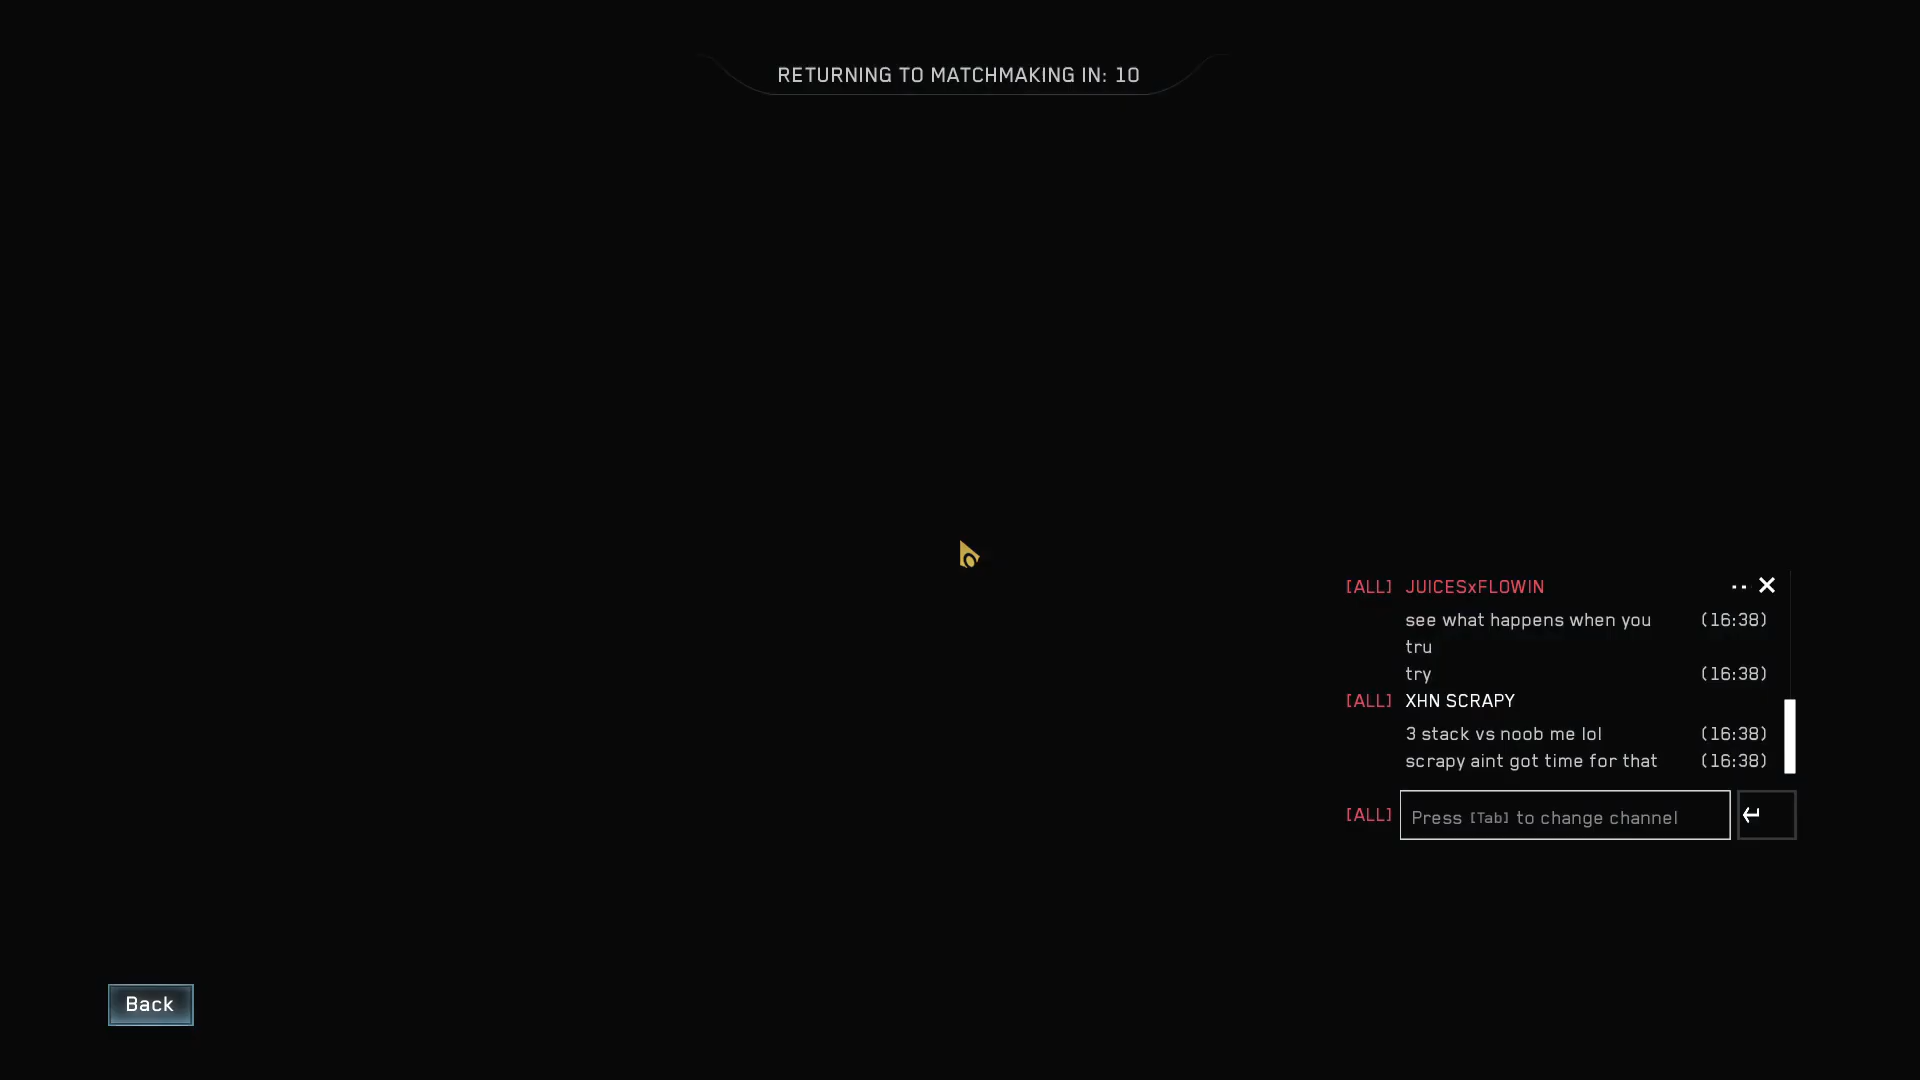 RETURNING TO MATCHMAKING IN: 10
[ALL] JUICESxFLOWIN
see what happens when you (16:38)
tru
try (16:38)
[ALL] XHN SCRAPY
3 stack vs noob me lol (16:38)
scrapy aint got time for that (16:38)
[ALL] Press [Tab] to change channel
Back